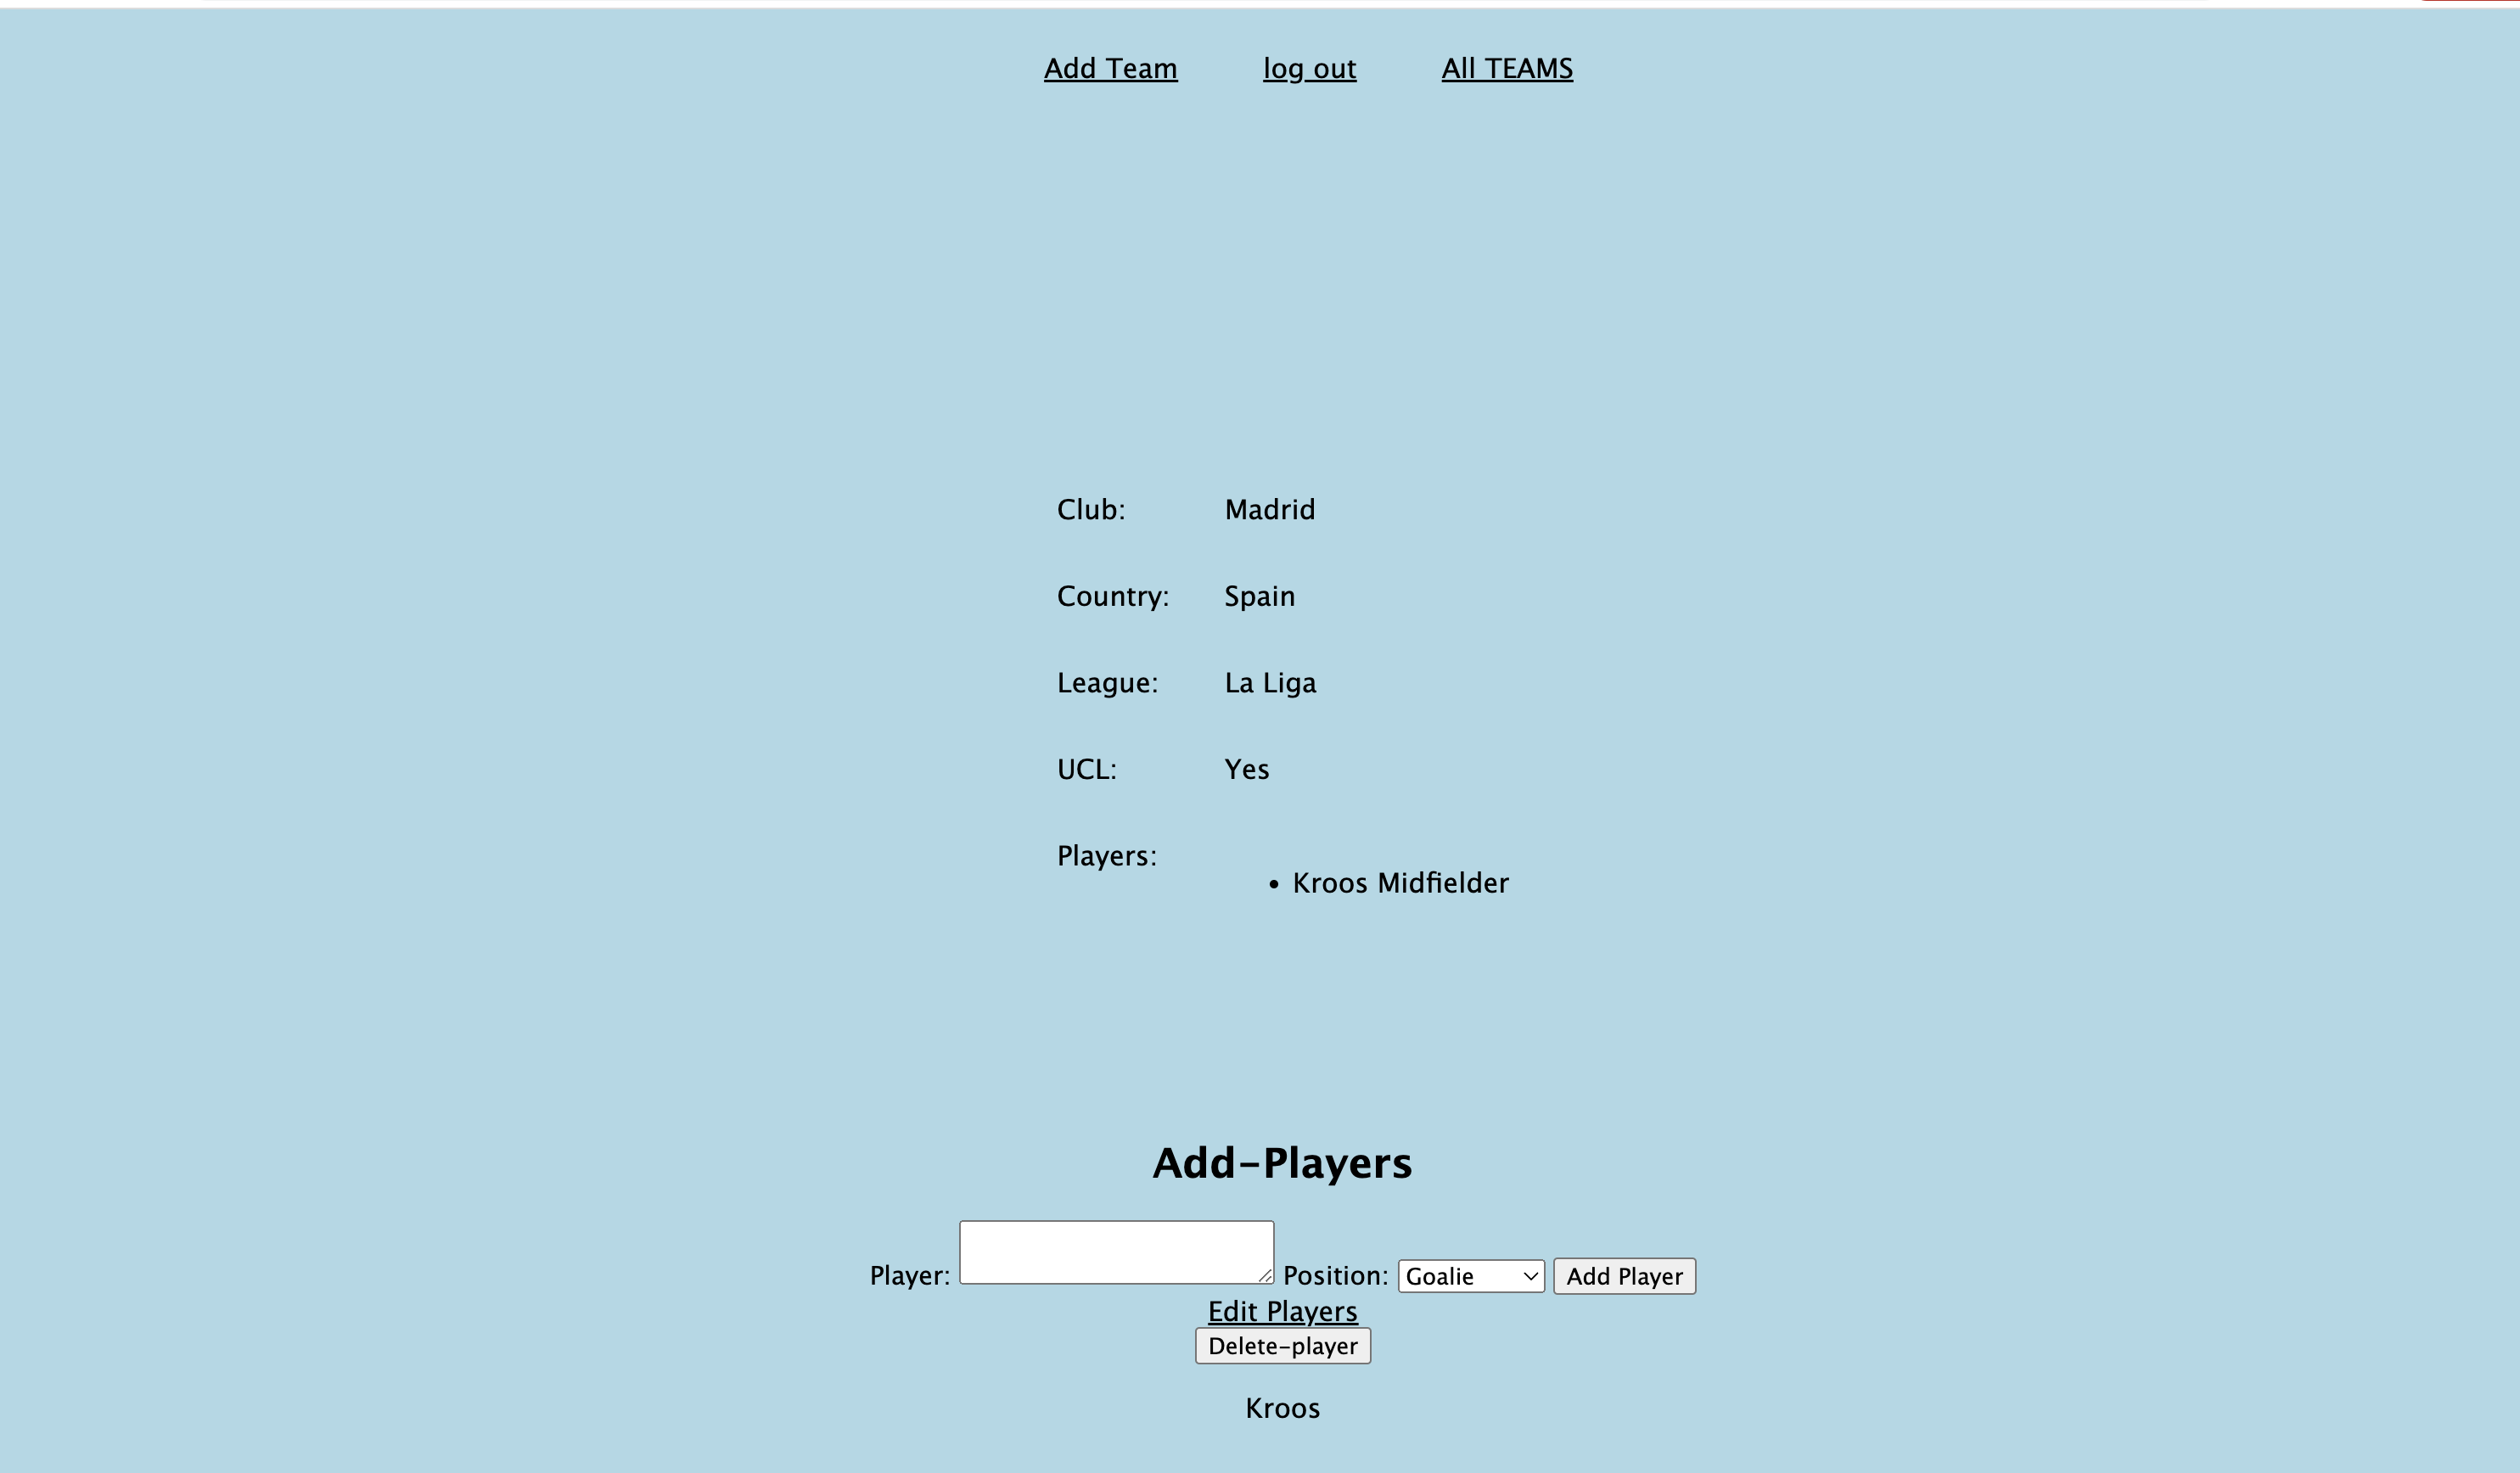 Add Team log out All TEAMS
Club: Madrid
Country: Spain
League: La Liga
UCL: Yes
Players:
• Kroos Midfielder
Add-Players
Player: Position: Goalie Add Player
Edit Players
Delete-player
Kroos